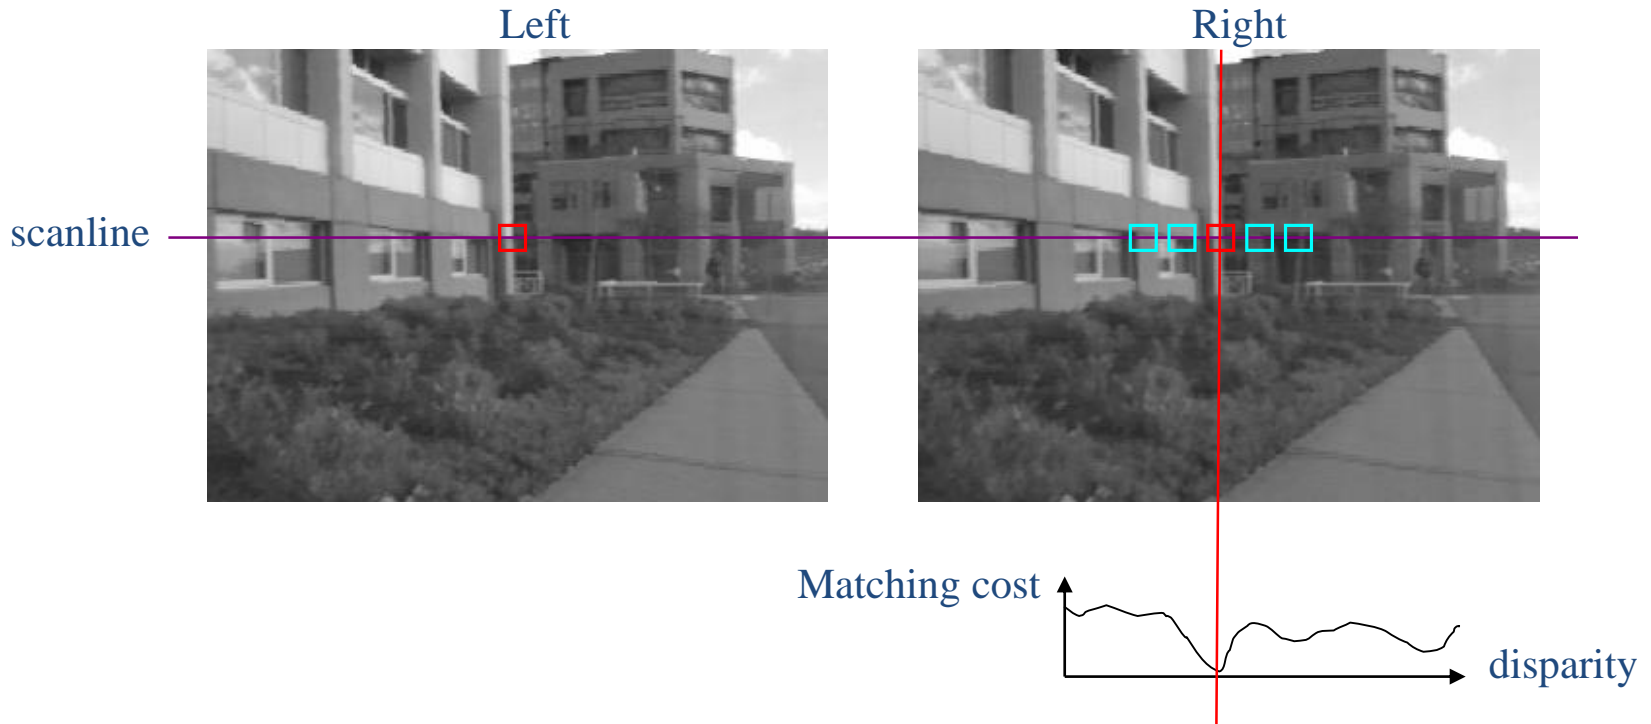 Left
Right
scanline
Matching cost
disparity